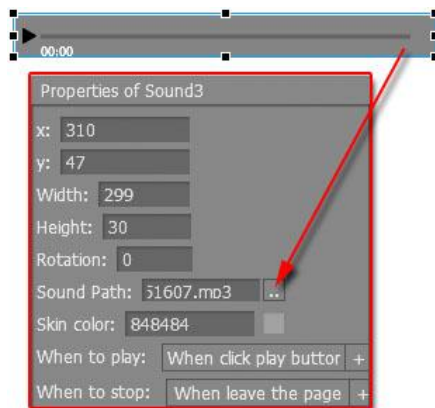 00:00
Properties of Sound3
x: 310
y: 47
Width: 299
Height: 30
Rotation: 0
Sound Path: 51607.mp3 ..
Skin color: 848484
When to play: When click play buttor +
When to stop: When leave the page +